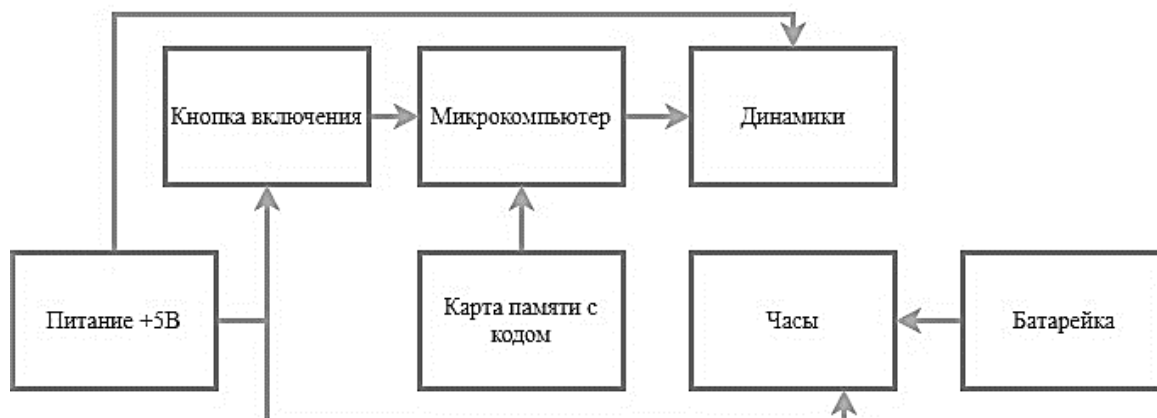 Кнопка включения
Микрокомпьютер
Динамики
Питание +5В
Карта памяти с
кодом
Часы
Батарейка